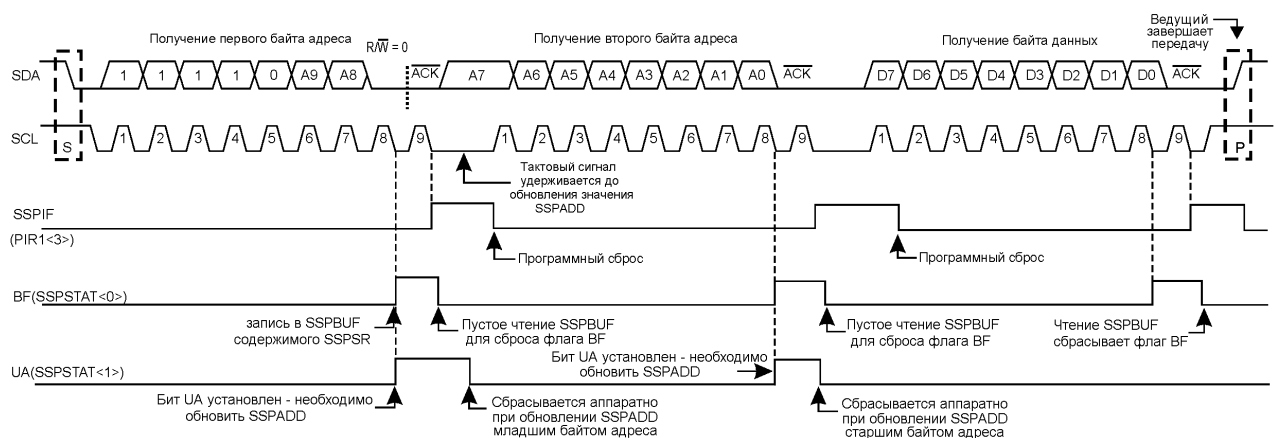 Получение первого байта адреса
R/W = 0
Получение второго байта адреса
Получение байта данных
Ведущий
завершает
передачу
SDA
1 1 1 1 0 A9 A8
ACK
A7 A6 A5 A4 A3 A2 A1 A0
ACK
D7 D6 D5 D4 D3 D2 D1 D0
ACK
SCL
S
1 2 3 4 5 6 7 8 9
1 2 3 4 5 6 7 8 9
1 2 3 4 5 6 7 8 9
P
Тактовый сигнал
удерживается до
обновления значения
SSPADD
SSPIF
(PIR1<3>)
Программный сброс
Программный сброс
BF(SSPSTAT<0>)
запись в SSPBUF
содержимого SSPSR
Пустое чтение SSPBUF
для сброса флага BF
Пустое чтение SSPBUF
для сброса флага BF
Чтение SSPBUF
сбрасывает флаг BF
UA(SSPSTAT<1>)
Бит UA установлен - необходимо
обновить SSPADD
Бит UA установлен - необходимо
обновить SSPADD
Сбрасывается аппаратно
при обновлении SSPADD
младшим байтом адреса
Сбрасывается аппаратно
при обновлении SSPADD
старшим байтом адреса